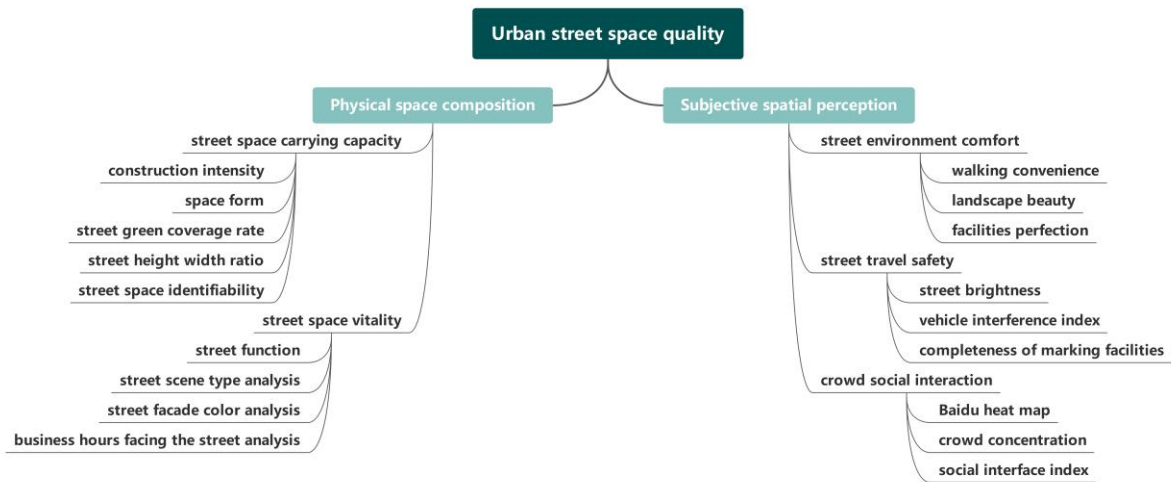 Urban street space quality
Physical space composition
street space carrying capacity
construction intensity
space form
street green coverage rate
street height width ratio
street space identifiability
street space vitality
street function
street scene type analysis
street facade color analysis
business hours facing the street analysis
Subjective spatial perception
street environment comfort
walking convenience
landscape beauty
facilities perfection
street travel safety
street brightness
vehicle interference index
completeness of marking facilities
crowd social interaction
Baidu heat map
crowd concentration
social interface index